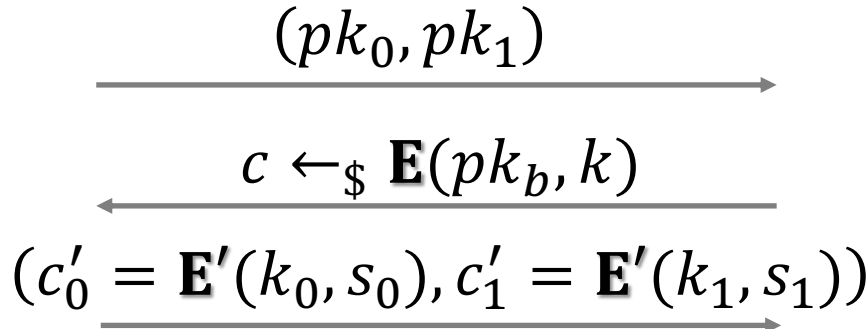 (pk₀, pk₁)
c ←$ E(pk_b, k)
(c′₀ = E′(k₀, s₀), c′₁ = E′(k₁, s₁))